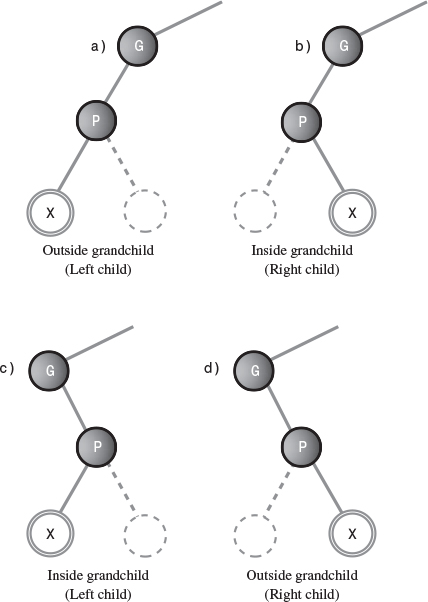 a) G
P
X
Outside grandchild
(Left child)
b) G
P
X
Inside grandchild
(Right child)
c) G
P
X
Inside grandchild
(Left child)
d) G
P
X
Outside grandchild
(Right child)